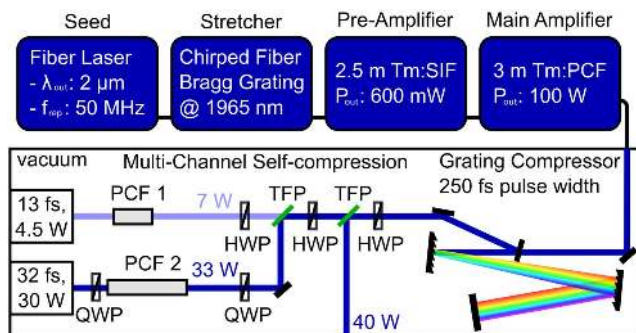 Seed
Stretcher
Pre-Amplifier
Main Amplifier
Fiber Laser
- λout: 2 µm
- frep: 50 MHz
Chirped Fiber
Bragg Grating
@ 1965 nm
2.5 m Tm:SIF
Pout: 600 mW
3 m Tm:PCF
Pout: 100 W
vacuum
Multi-Channel Self-compression
Grating Compressor
250 fs pulse width
PCF 1
7 W
TFP
TFP
13 fs,
4.5 W
HWP
HWP
HWP
PCF 2
33 W
32 fs,
30 W
QWP
QWP
40 W